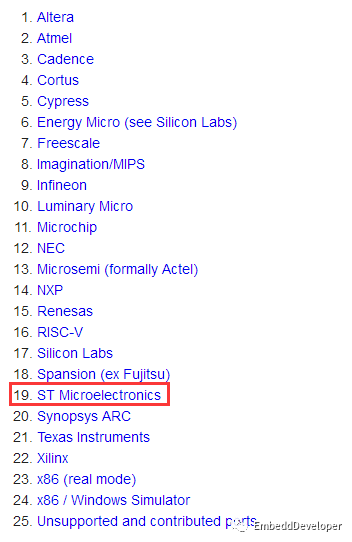 1. Altera
2. Atmel
3. Cadence
4. Cortus
5. Cypress
6. Energy Micro (see Silicon Labs)
7. Freescale
8. Imagination/MIPS
9. Infineon
10. Luminary Micro
11. Microchip
12. NEC
13. Microsemi (formally Actel)
14. NXP
15. Renesas
16. RISC-V
17. Silicon Labs
18. Spansion (ex Fujitsu)
19. ST Microelectronics
20. Synopsys ARC
21. Texas Instruments
22. Xilinx
23. x86 (real mode)
24. x86 / Windows Simulator
25. Unsupported and contributed ports
EmbeddDeveloper